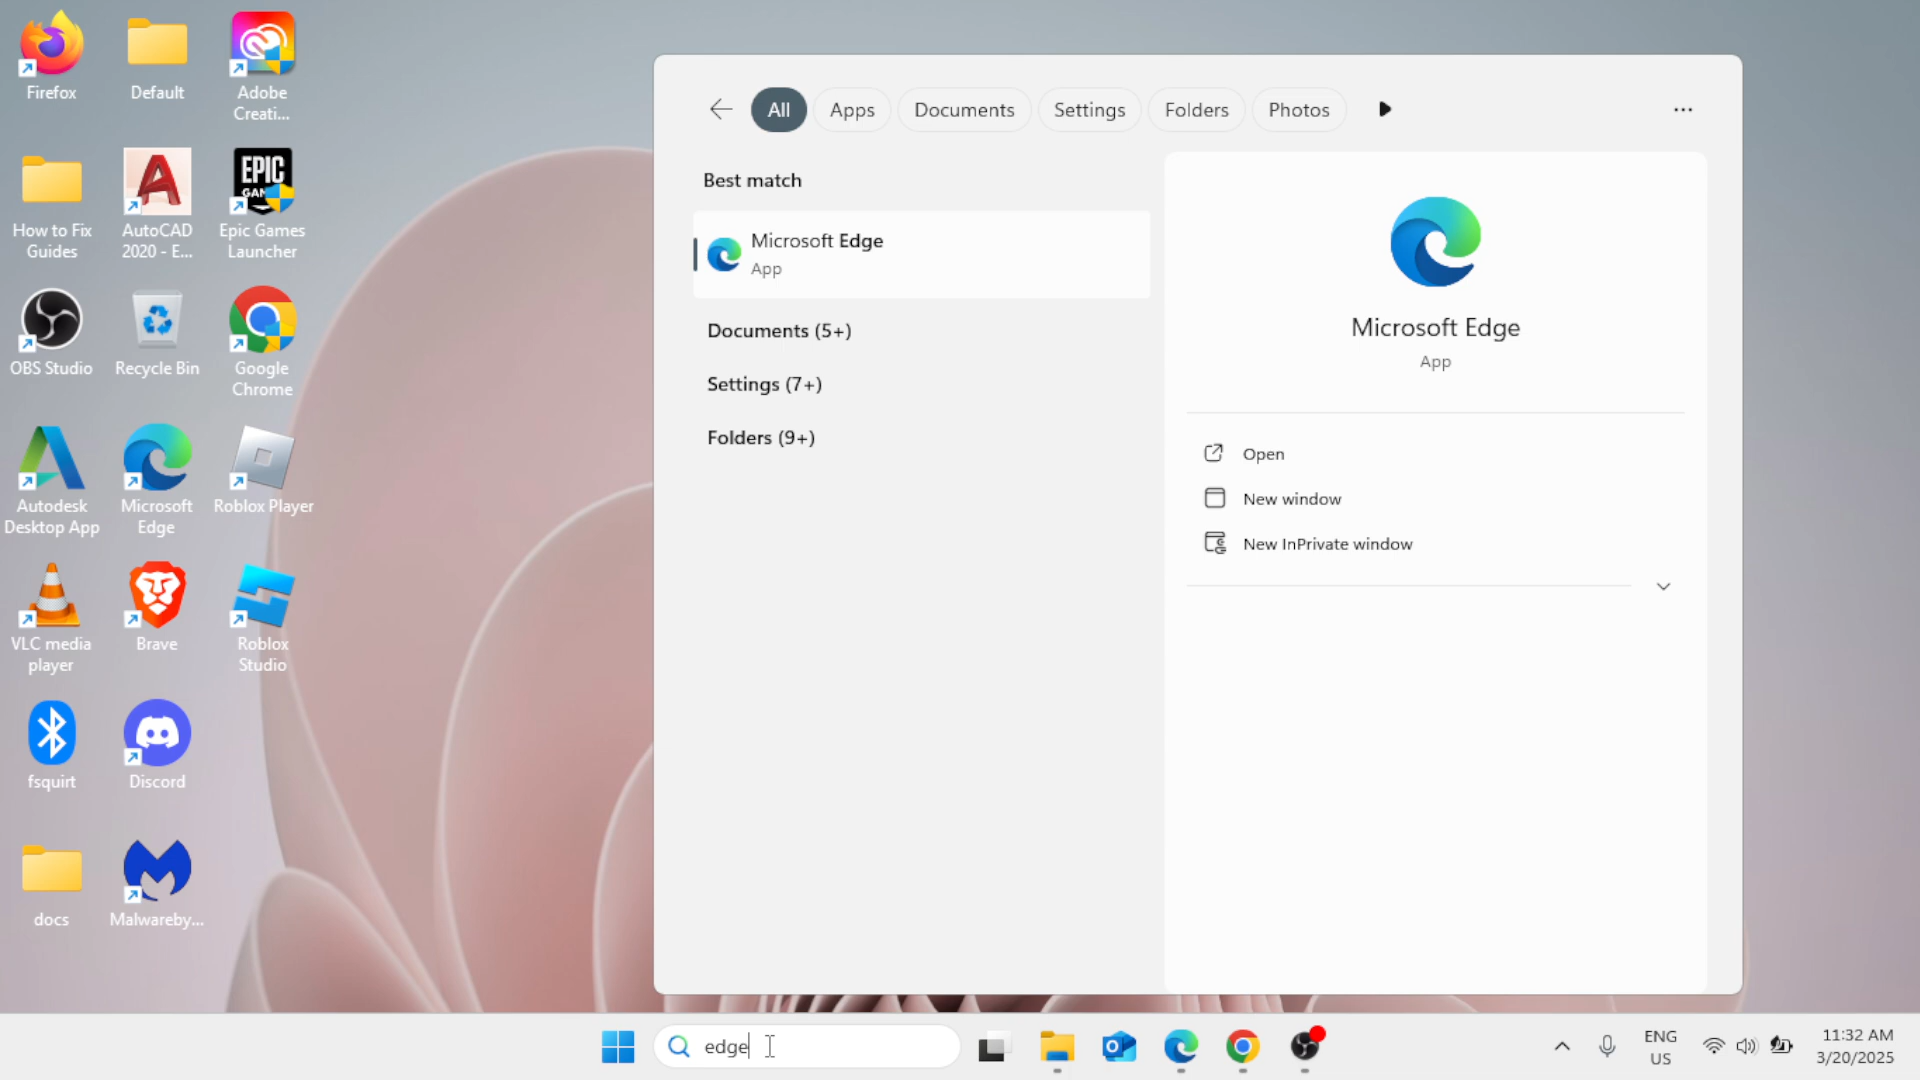 Firefox
Default
Adobe
Creati...
How to Fix
Guides
AutoCAD
2020 - E...
EPIC
GAMES
Epic Games
Launcher
OBS Studio
Recycle Bin
Google
Chrome
Autodesk
Desktop App
Microsoft
Edge
Roblox Player
VLC media
player
Brave
Roblox
Studio
fsquirt
Discord
docs
Malwareby...
All
Apps
Documents
Settings
Folders
Photos
Best match
Microsoft Edge
App
Documents (5+)
Settings (7+)
Folders (9+)
Microsoft Edge
App
Open
New window
New InPrivate window
edge
ENG
US
11:32 AM
3/20/2025